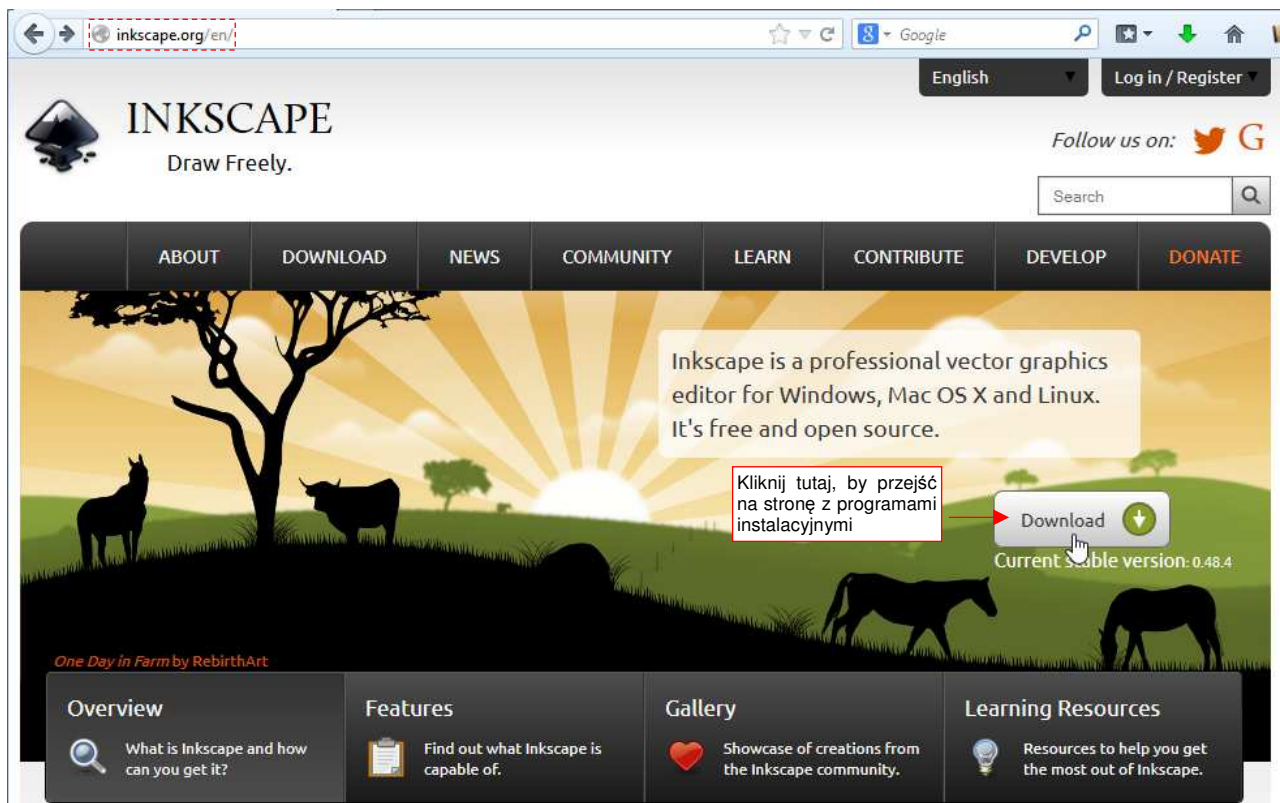 inkscape.org/en/
Google
English
Log in / Register
INKSCAPE
Draw Freely.
Follow us on:
Search
ABOUT DOWNLOAD NEWS COMMUNITY LEARN CONTRIBUTE DEVELOP DONATE
Inkscape is a professional vector graphics
editor for Windows, Mac OS X and Linux.
It's free and open source.
Kliknij tutaj, by przejść
na stronę z programami
instalacyjnymi
Download
Current stable version: 0.48.4
One Day in Farm by RebirthArt
Overview
What is Inkscape and how
can you get it?
Features
Find out what Inkscape is
capable of.
Gallery
Showcase of creations from
the Inkscape community.
Learning Resources
Resources to help you get
the most out of Inkscape.